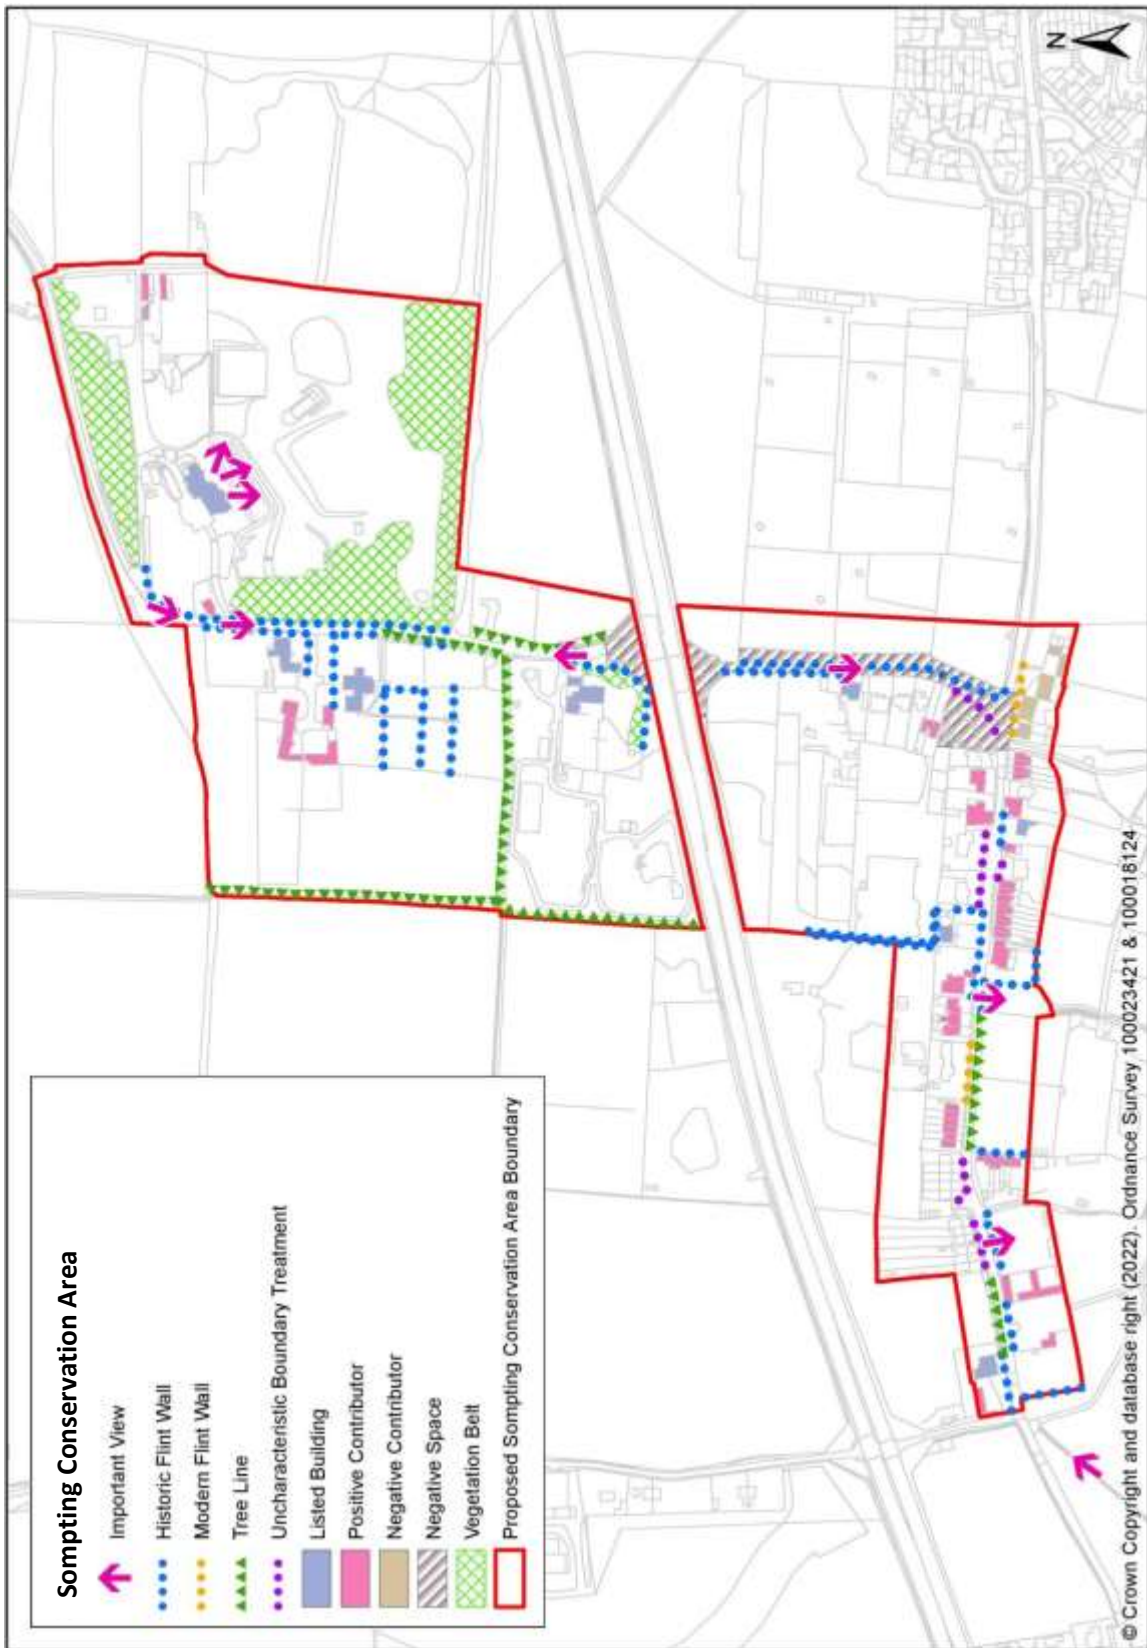 Sompting Conservation Area
Important View
Historic Flint Wall
Modern Flint Wall
Tree Line
Uncharacteristic Boundary Treatment
Listed Building
Positive Contributor
Negative Contributor
Negative Space
Vegetation Belt
Proposed Sompting Conservation Area Boundary
N
© Crown Copyright and database right (2022). Ordnance Survey 100023421 & 100018124